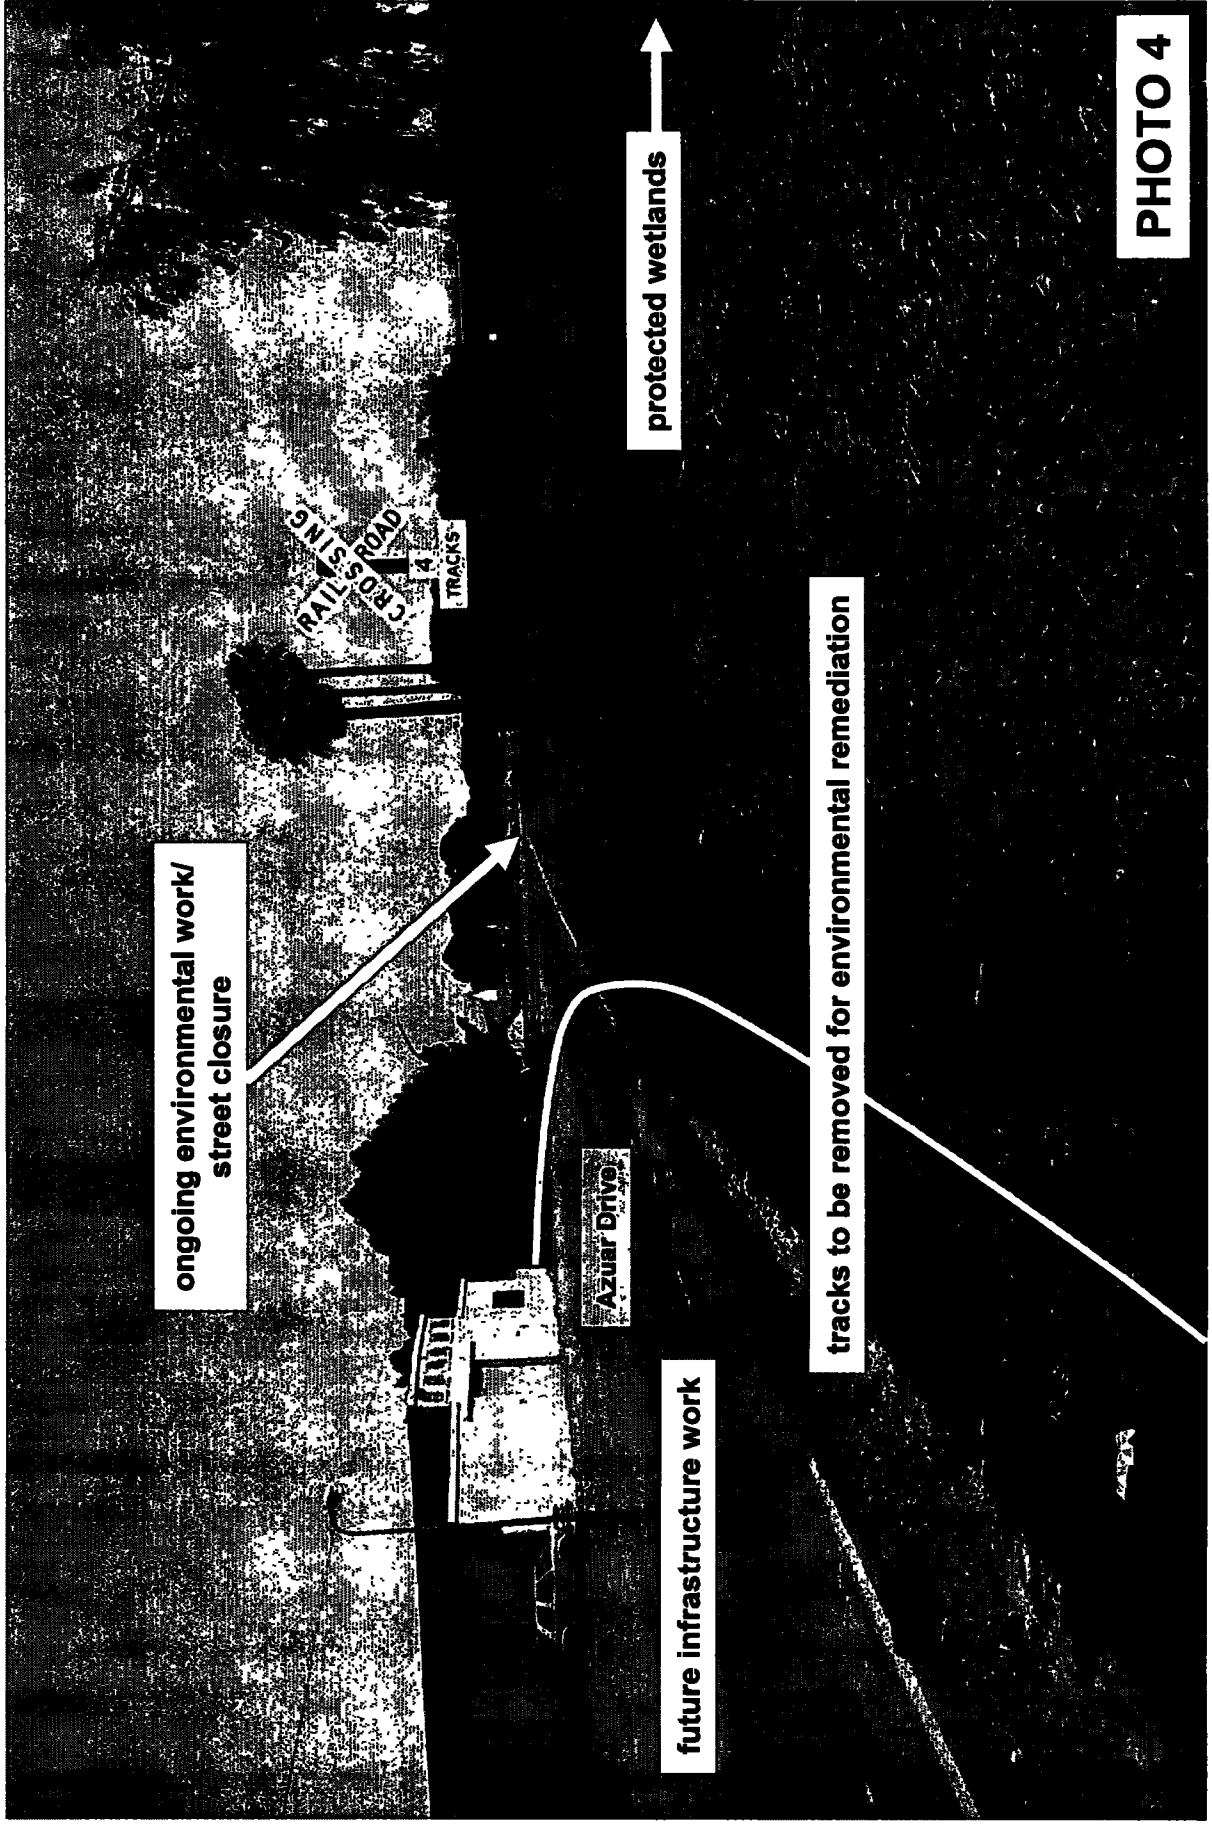 ongoing environmental work/
street closure
RAILROAD
CROSSING
4
TRACKS
protected wetlands
Azuar Drive
future infrastructure work
tracks to be removed for environmental remediation
PHOTO 4